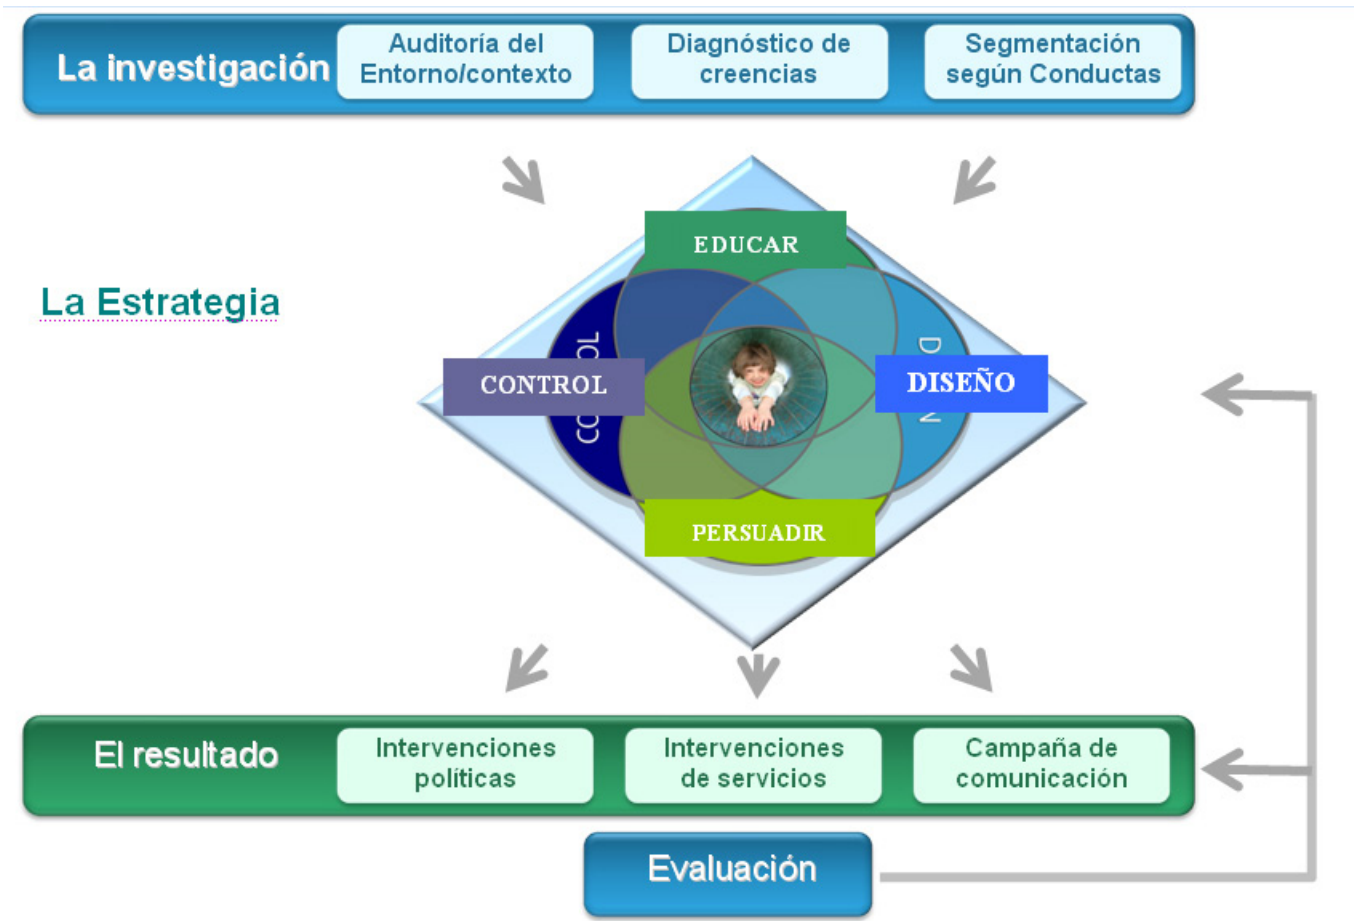 La investigación
Auditoría del
Entorno/contexto
Diagnóstico de
creencias
Segmentación
según Conductas
La Estrategia
EDUCAR
CONTROL
DISEÑO
PERSUADIR
El resultado
Intervenciones
políticas
Intervenciones
de servicios
Campaña de
comunicación
Evaluación